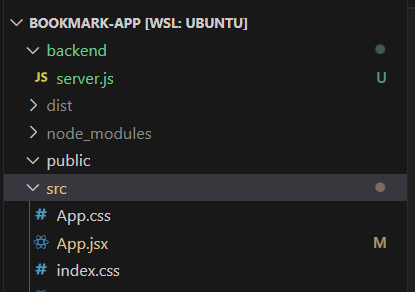 BOOKMARK-APP [WSL: UBUNTU]
backend
JS server.js U
dist
node_modules
public
src
# App.css
App.jsx M
# index.css